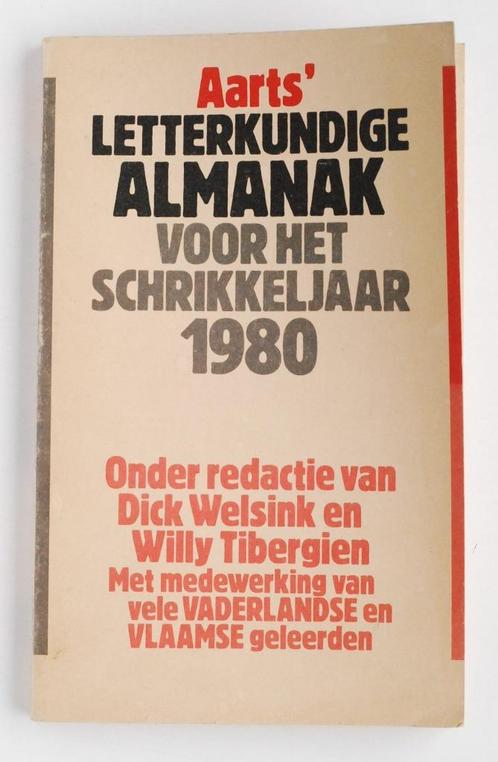 Aarts'
LETTERKUNDIGE
ALMANAK
VOOR HET
SCHRIKKELJAAR
1980
Onder redactie van
Dick Welsink en
Willy Tibergien
Met medewerking van
vele VADERLANDSE en
VLAAMSE geleerden